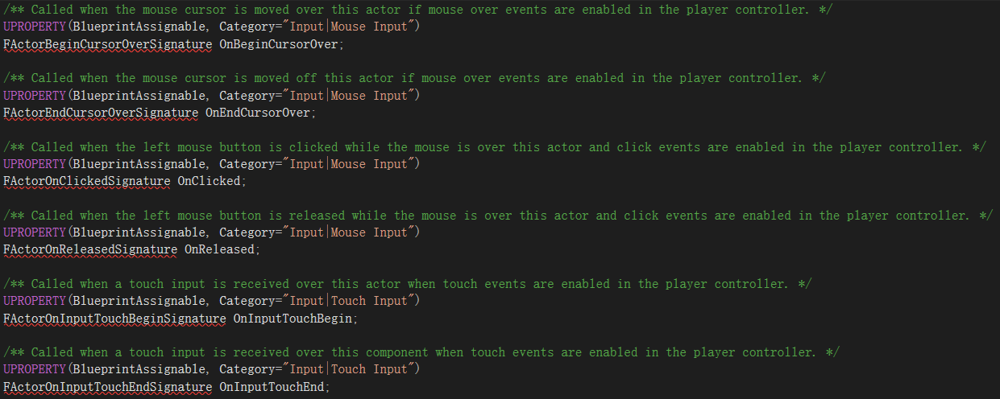 /** Called when the mouse cursor is moved over this actor if mouse over events are enabled in the player controller. */
UPROPERTY(BlueprintAssignable, Category="Input|Mouse Input")
FActorBeginCursorOverSignature OnBeginCursorOver;
/** Called when the mouse cursor is moved off this actor if mouse over events are enabled in the player controller. */
UPROPERTY(BlueprintAssignable, Category="Input|Mouse Input")
FActorEndCursorOverSignature OnEndCursorOver;
/** Called when the left mouse button is clicked while the mouse is over this actor and click events are enabled in the player controller. */
UPROPERTY(BlueprintAssignable, Category="Input|Mouse Input")
FActorOnClickedSignature OnClicked;
/** Called when the left mouse button is released while the mouse is over this actor and click events are enabled in the player controller. */
UPROPERTY(BlueprintAssignable, Category="Input|Mouse Input")
FActorOnReleasedSignature OnReleased;
/** Called when a touch input is received over this actor when touch events are enabled in the player controller. */
UPROPERTY(BlueprintAssignable, Category="Input|Touch Input")
FActorOnInputTouchBeginSignature OnInputTouchBegin;
/** Called when a touch input is received over this component when touch events are enabled in the player controller. */
UPROPERTY(BlueprintAssignable, Category="Input|Touch Input")
FActorOnInputTouchEndSignature OnInputTouchEnd;